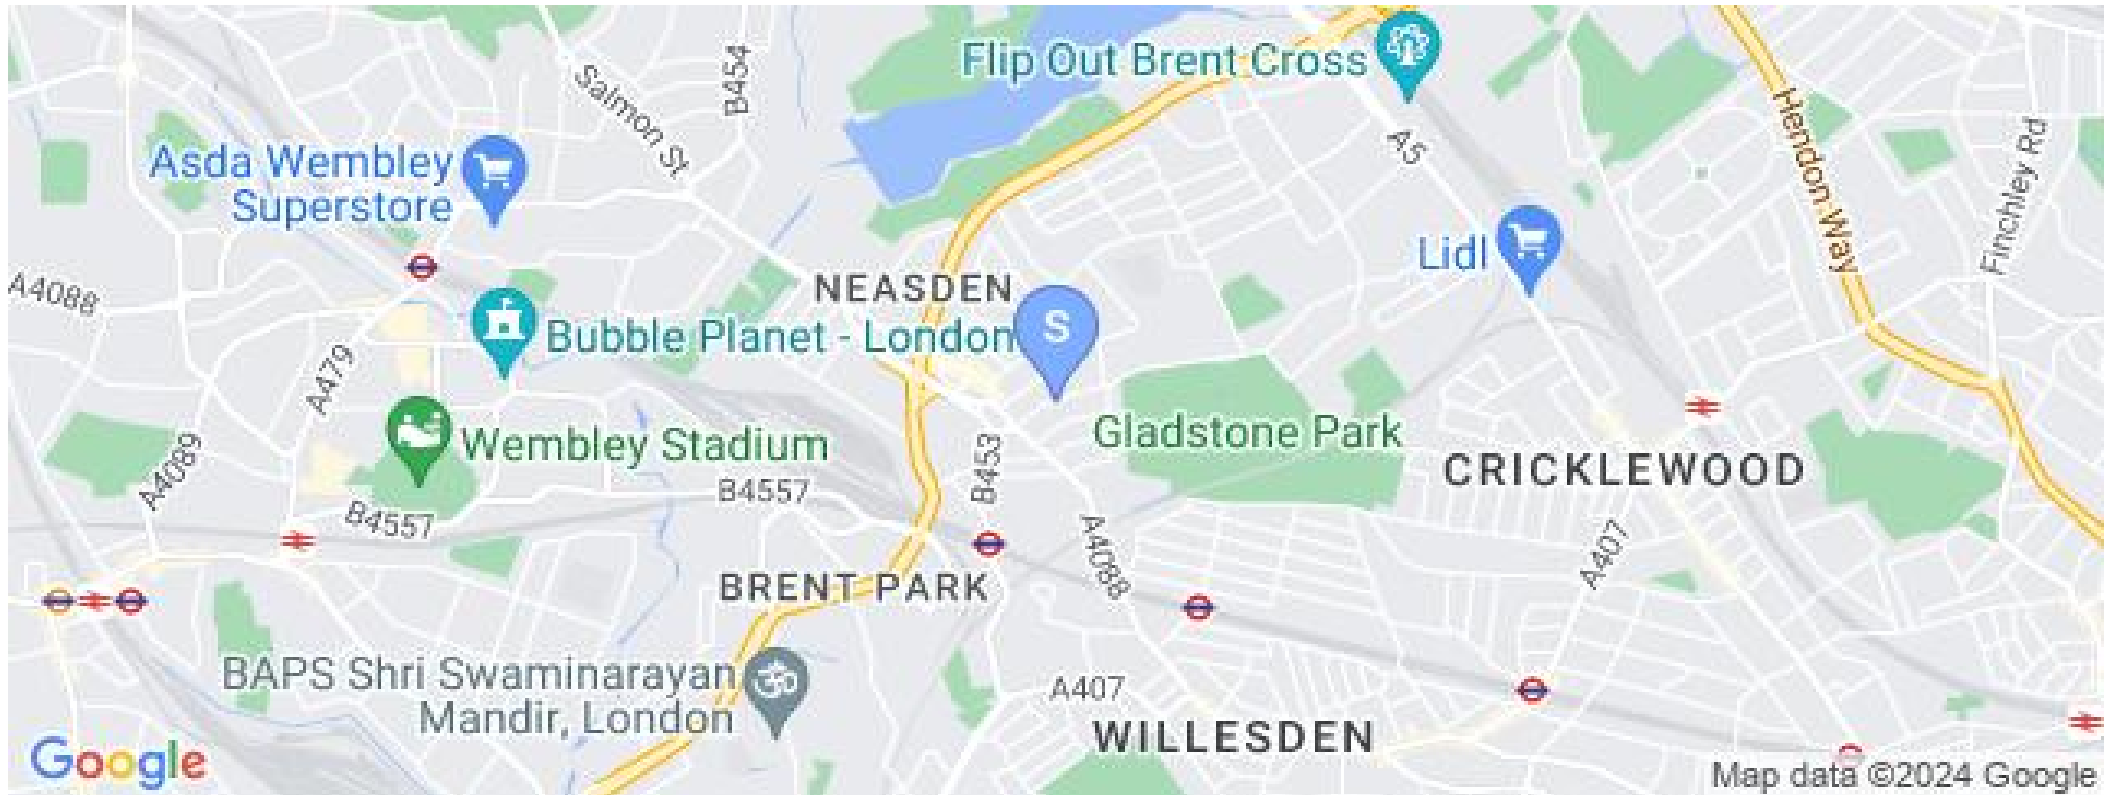 Flip Out Brent Cross
Salmon St
B454
A5
Hendon Way
Finchley Rd
Asda Wembley
Superstore
Lidl
A4088
NEASDEN
S
Bubble Planet - London
A479
Wembley Stadium
Gladstone Park
A4089
B453
CRICKLEWOOD
B4557
B4557
A4088
A407
BRENT PARK
BAPS Shri Swaminarayan
Mandir, London
A407
WILLESDEN
Google
Map data ©2024 Google